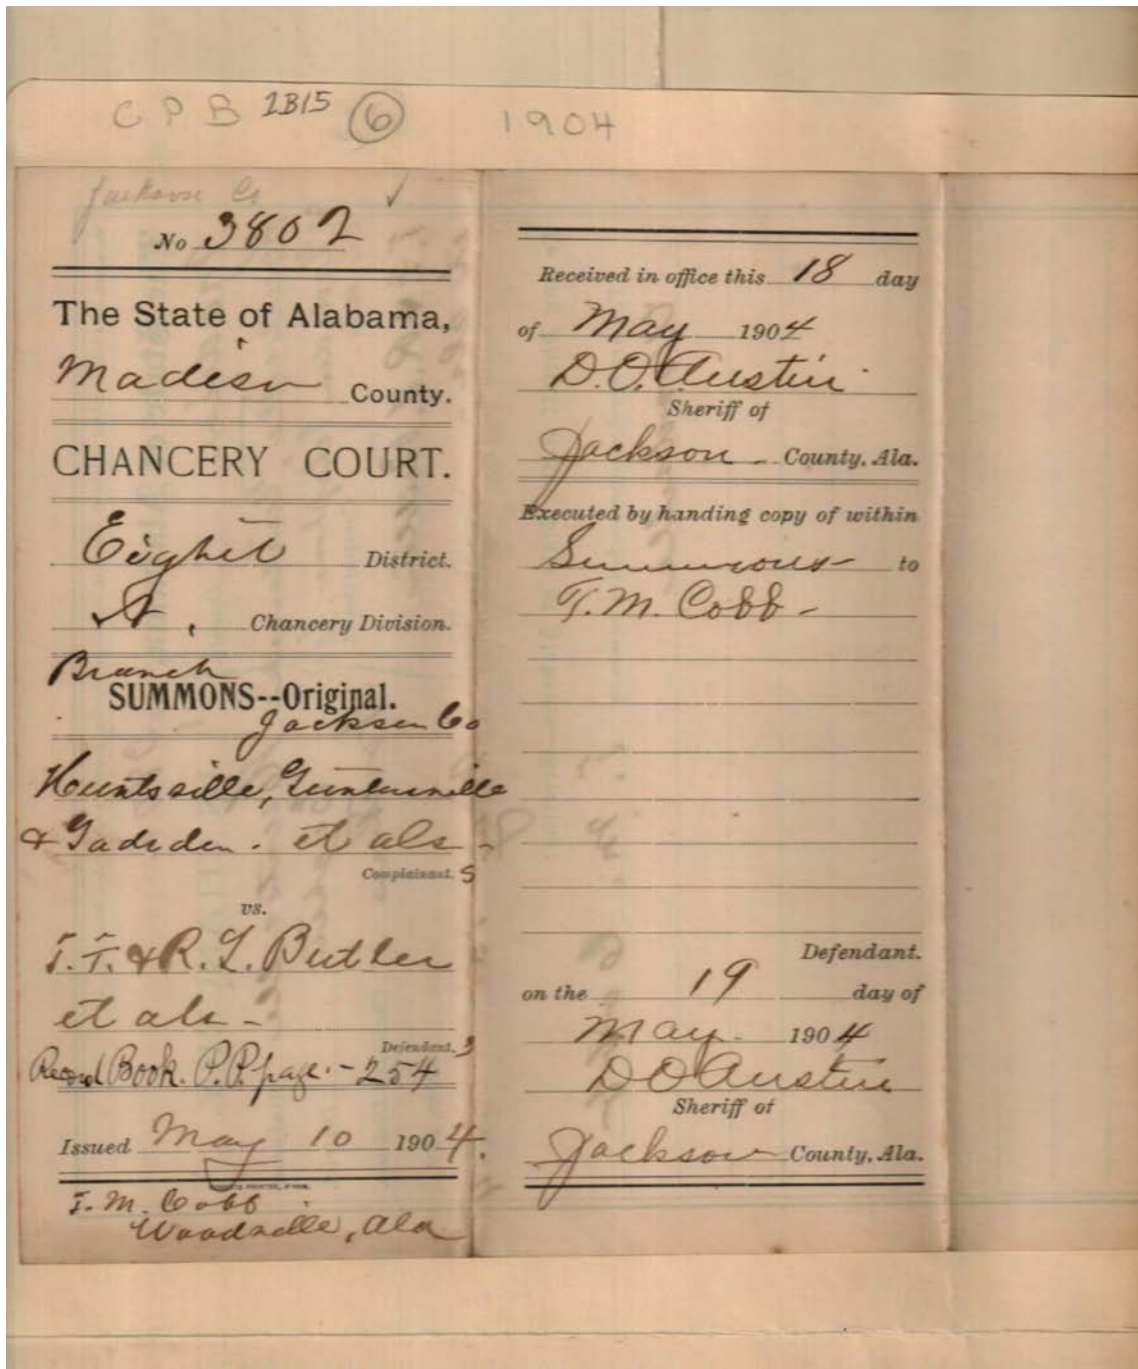 CPB 2B15 6 1904
Jackson Co
No 3802
The State of Alabama,
Madison County.
CHANCERY COURT.
Eighth District.
N. Chancery Division.
Branch
SUMMONS--Original.
Jackson Co
Huntsville, Guntersville
& Gadsden. et als -
Complainant. s
vs.
T. T. & R. L. Butler
et als -
Defendant. s
Record Book. P.P. page - 254
Issued May 10 1904.
T. M. Cobb
Woodville, Ala
Received in office this 18 day
of May 1904
D.O. Austin
Sheriff of
Jackson County, Ala.
Executed by handing copy of within
Summons to
T. M. Cobb -
Defendant.
on the 19 day of
May 1904
D O Austin
Sheriff of
Jackson County, Ala.